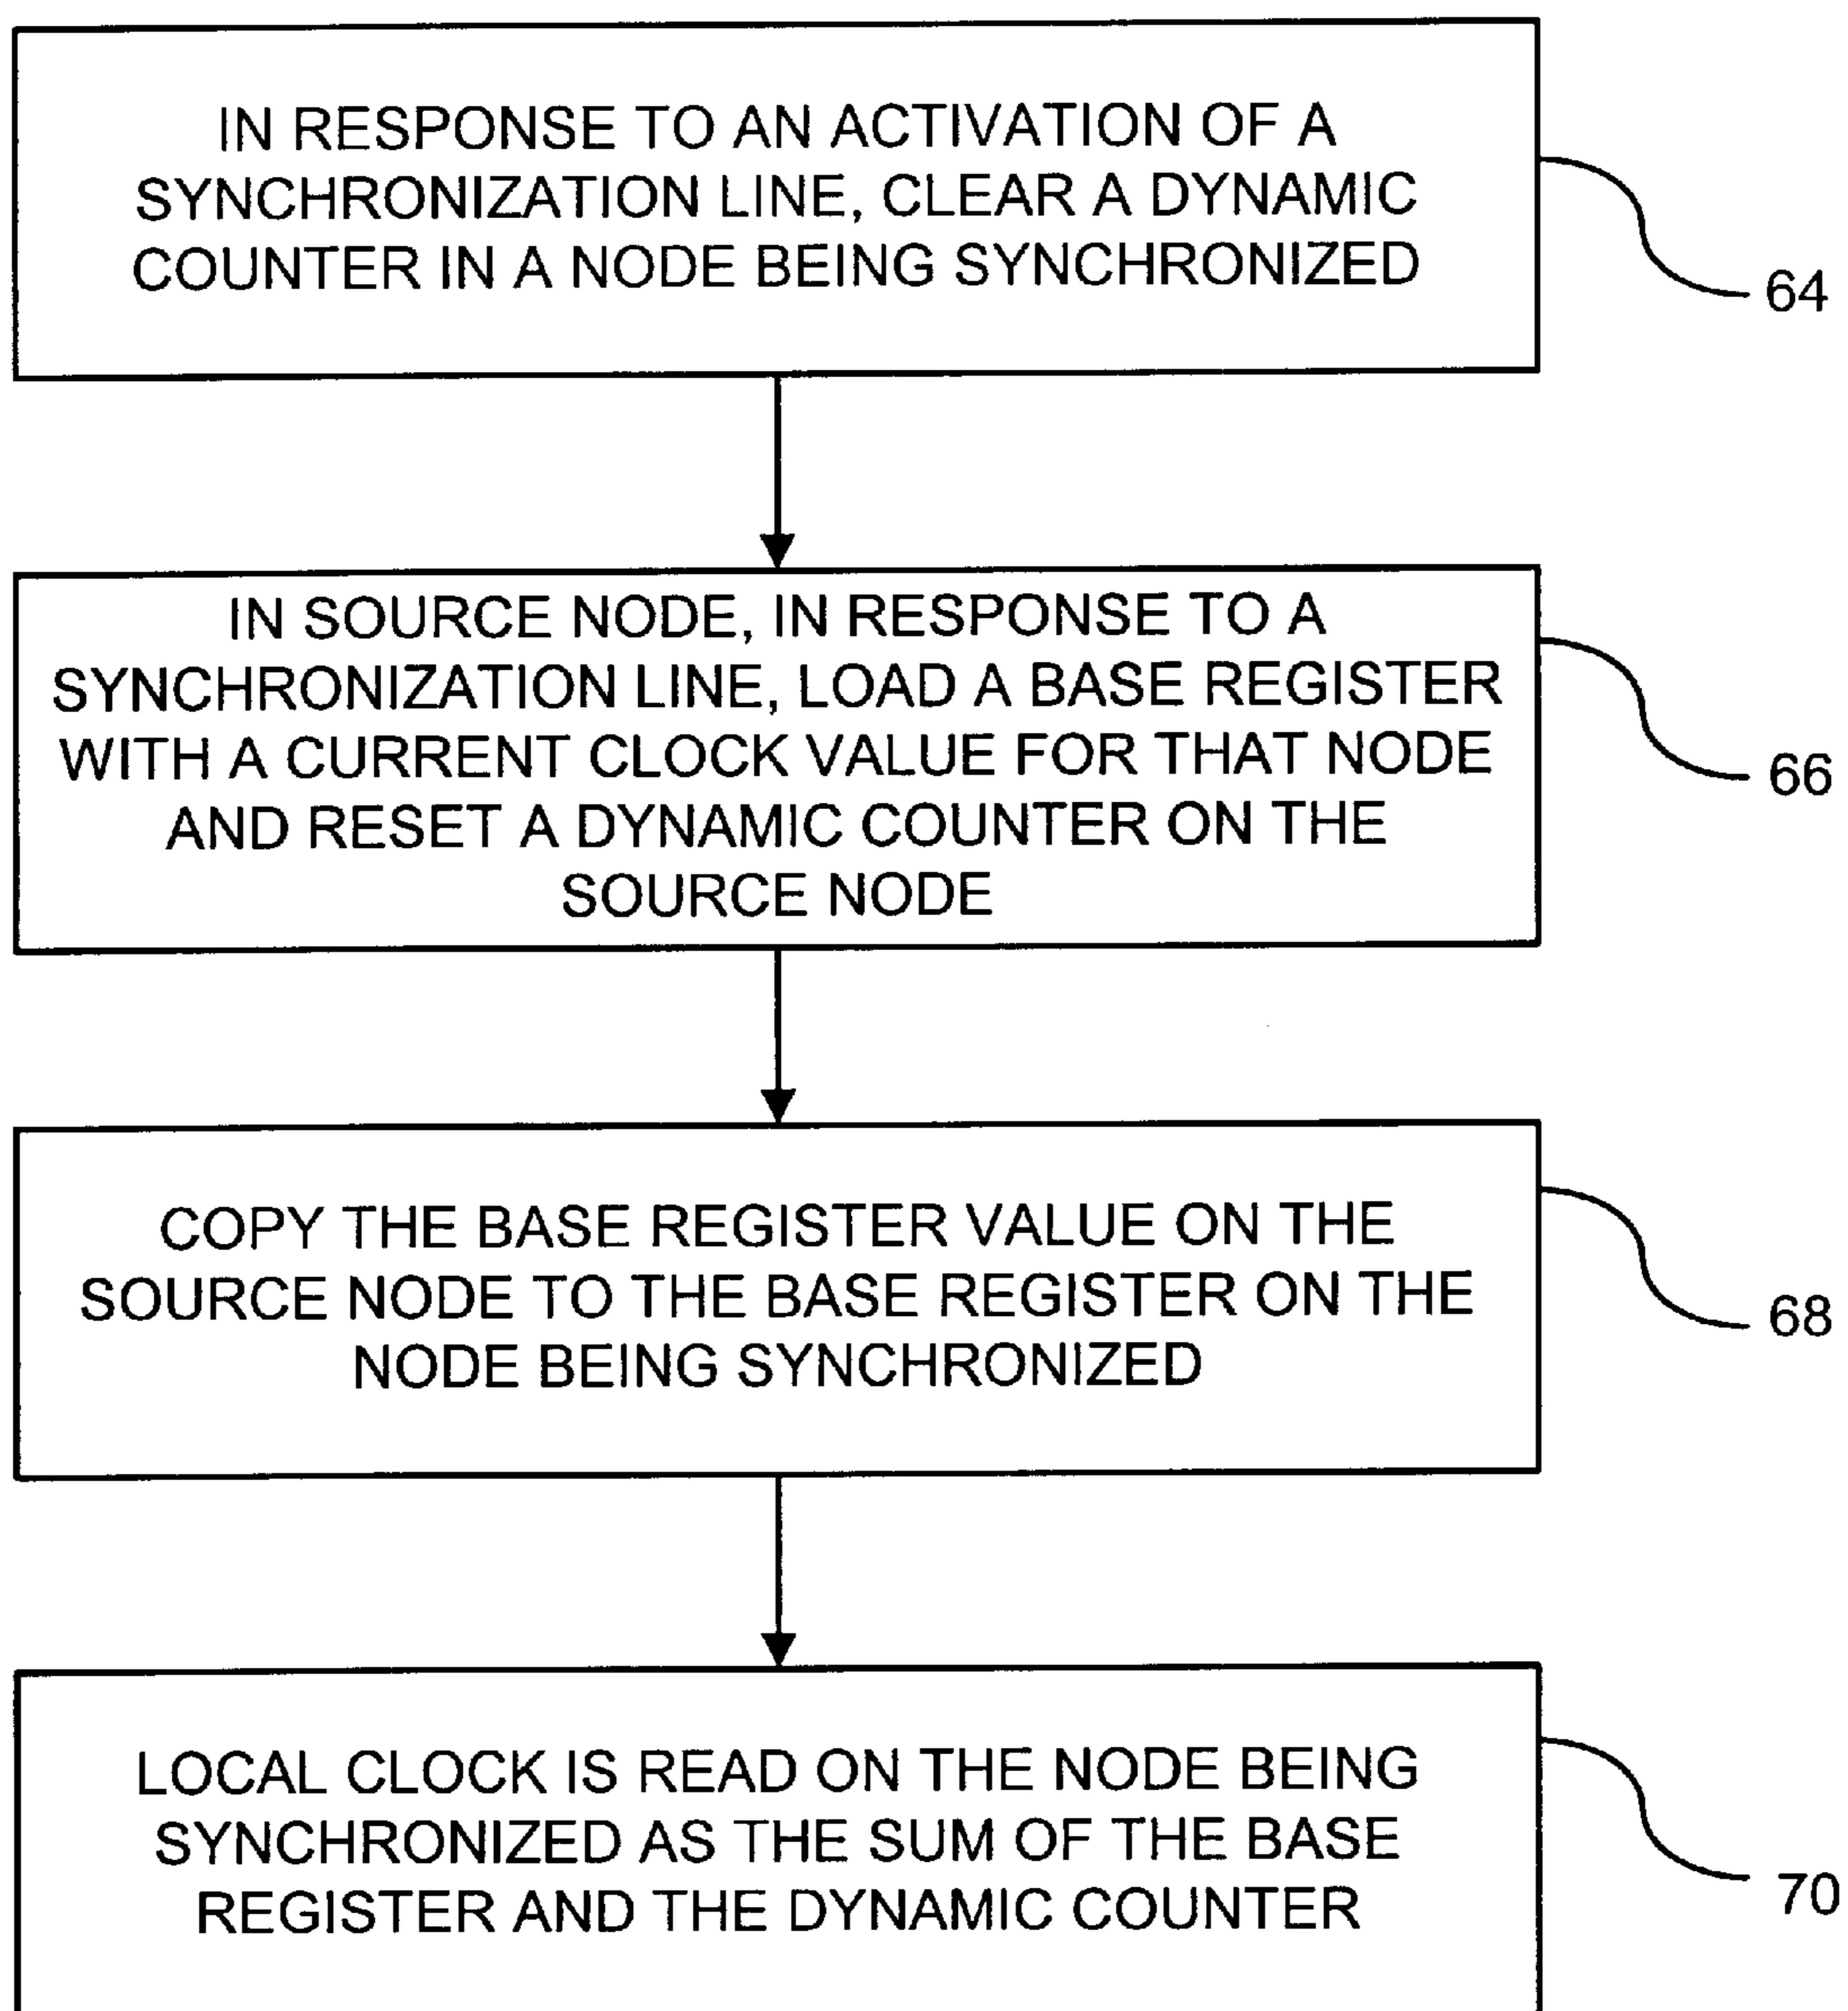 IN RESPONSE TO AN ACTIVATION OF A
SYNCHRONIZATION LINE, CLEAR A DYNAMIC
COUNTER IN A NODE BEING SYNCHRONIZED
64
IN SOURCE NODE, IN RESPONSE TO A
SYNCHRONIZATION LINE, LOAD A BASE REGISTER
WITH A CURRENT CLOCK VALUE FOR THAT NODE
AND RESET A DYNAMIC COUNTER ON THE
SOURCE NODE
66
COPY THE BASE REGISTER VALUE ON THE
SOURCE NODE TO THE BASE REGISTER ON THE
NODE BEING SYNCHRONIZED
68
LOCAL CLOCK IS READ ON THE NODE BEING
SYNCHRONIZED AS THE SUM OF THE BASE
REGISTER AND THE DYNAMIC COUNTER
70